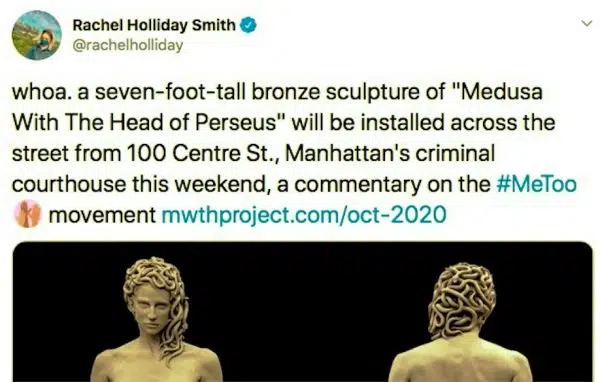 Rachel Holliday Smith
@rachelholliday
whoa. a seven-foot-tall bronze sculpture of "Medusa
With The Head of Perseus" will be installed across the
street from 100 Centre St., Manhattan's criminal
courthouse this weekend, a commentary on the #MeToo
movement mwthproject.com/oct-2020